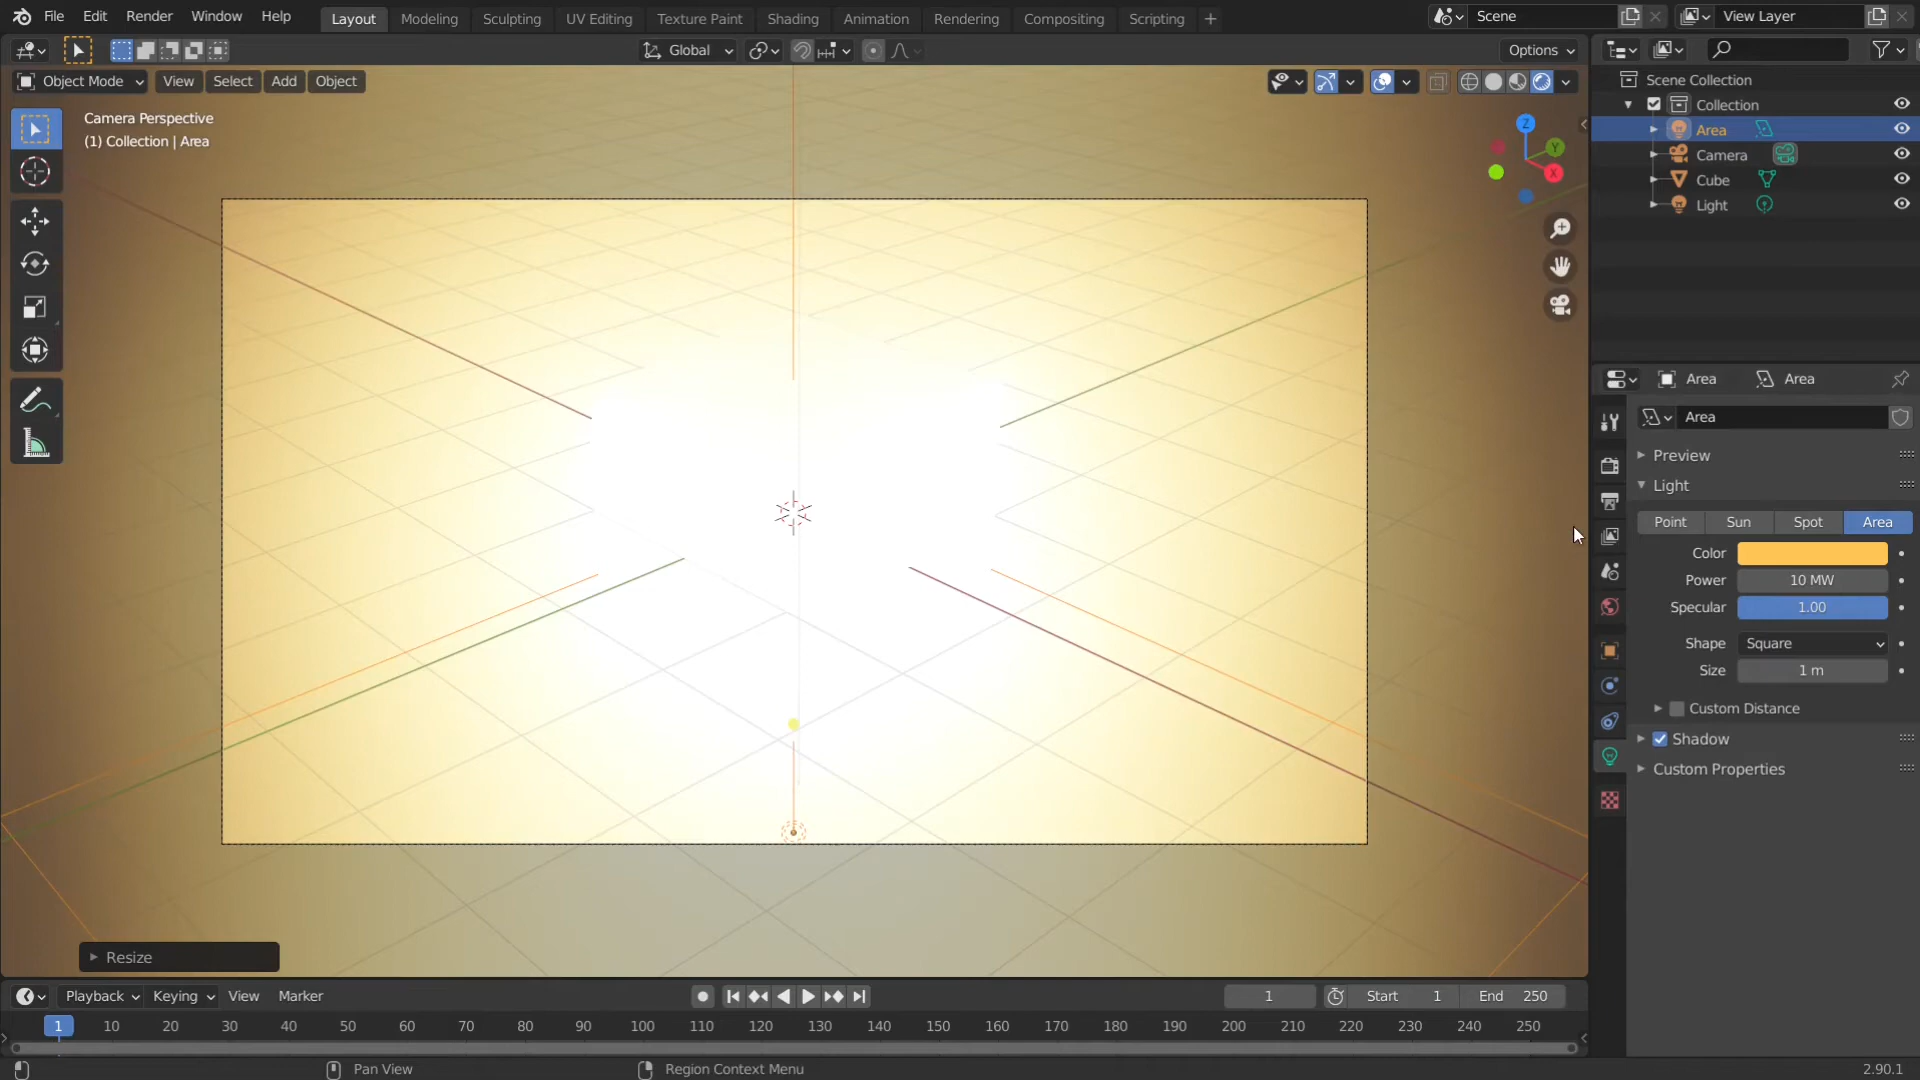 File Edit Render Window Help Layout Modeling Sculpting UV Editing Texture Paint Shading Animation Rendering Compositing Scripting + Scene View Layer
Global Options
Object Mode View Select Add Object
Camera Perspective
(1) Collection | Area
Z
Y
X
Scene Collection
Collection
Area
Camera
Cube
Light
Area Area
Area
Preview
Light
Point Sun Spot Area
Color
Power 10 MW
Specular 1.00
Shape Square
Size 1 m
Custom Distance
Shadow
Custom Properties
Resize
Playback Keying View Marker 1 Start 1 End 250
1 10 20 30 40 50 60 70 80 90 100 110 120 130 140 150 160 170 180 190 200 210 220 230 240 250
Pan View Region Context Menu 2.90.1